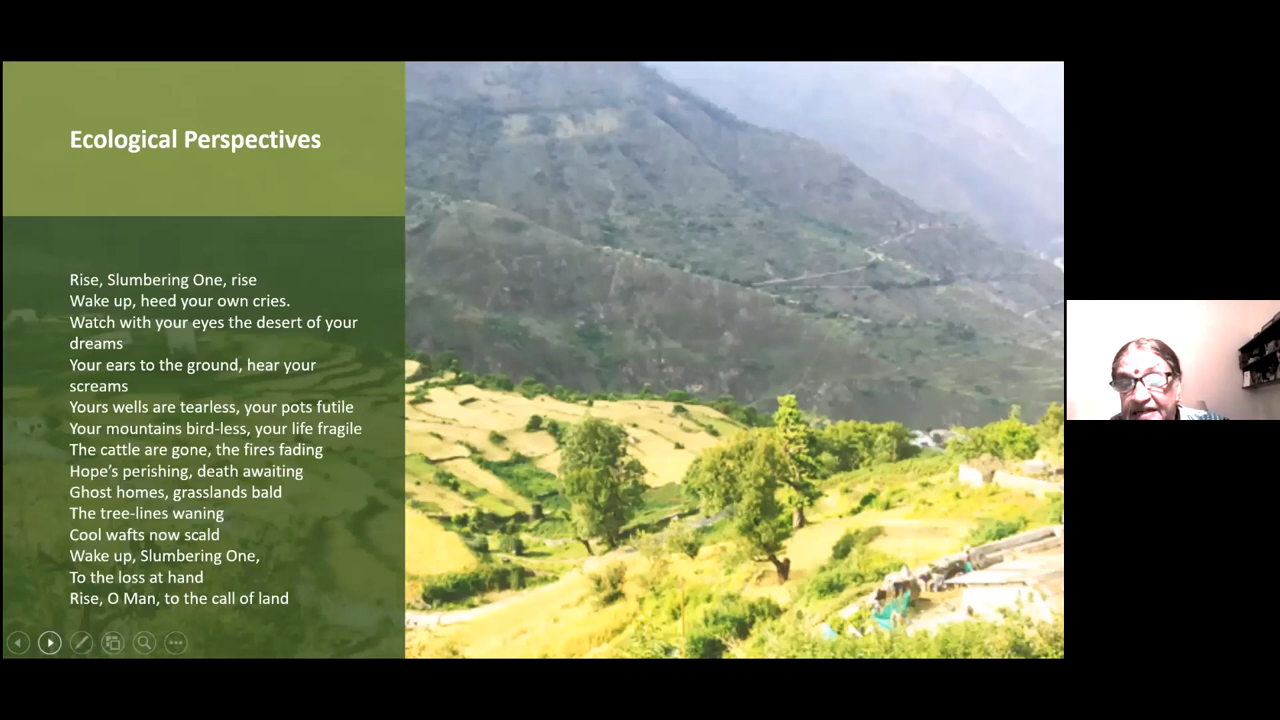 Ecological Perspectives
Rise, Slumbering One, rise
Wake up, heed your own cries.
Watch with your eyes the desert of your
dreams
Your ears to the ground, hear your
screams
Yours wells are tearless, your pots futile
Your mountains bird-less, your life fragile
The cattle are gone, the fires fading
Hope's perishing, death awaiting
Ghost homes, grasslands bald
The tree-lines waning
Cool wafts now scald
Wake up, Slumbering One,
To the loss at hand
Rise, O Man, to the call of land